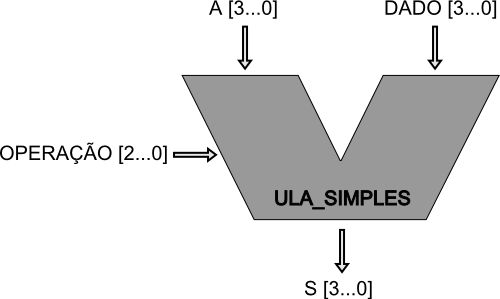 A [3...0]
DADO [3...0]
OPERAÇÃO [2...0]
ULA_SIMPLES
S [3...0]